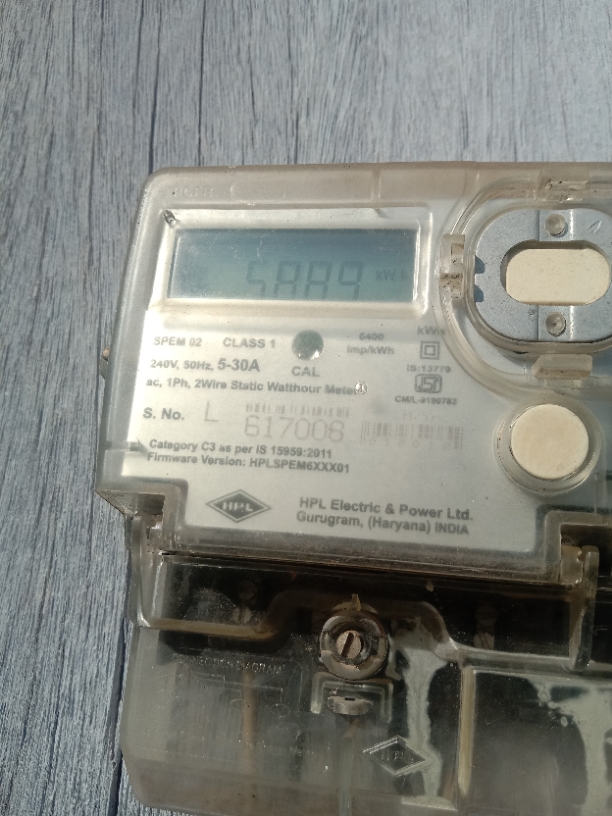 5889 kWh
SPEM 02 CLASS 1 6400 imp/kWh kWh
240V, 50Hz, 5-30A CAL IS:13779
ac, 1Ph, 2Wire Static Watthour Meter
S. No. L 617008
Category C3 as per IS 15959:2011
Firmware Version: HPLSPEM6XXX01
HPL
HPL Electric & Power Ltd.
Gurugram, (Haryana) INDIA
DIAGRAM
HPL